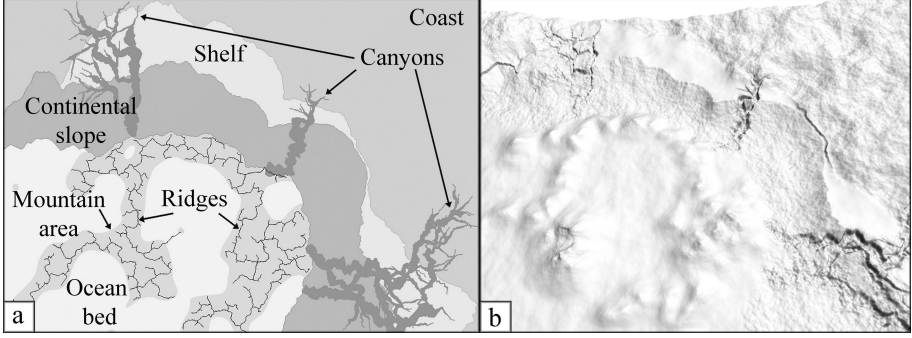 Coast
Shelf
Canyons
Continental
slope
Mountain
area
Ridges
Ocean
bed
a
b